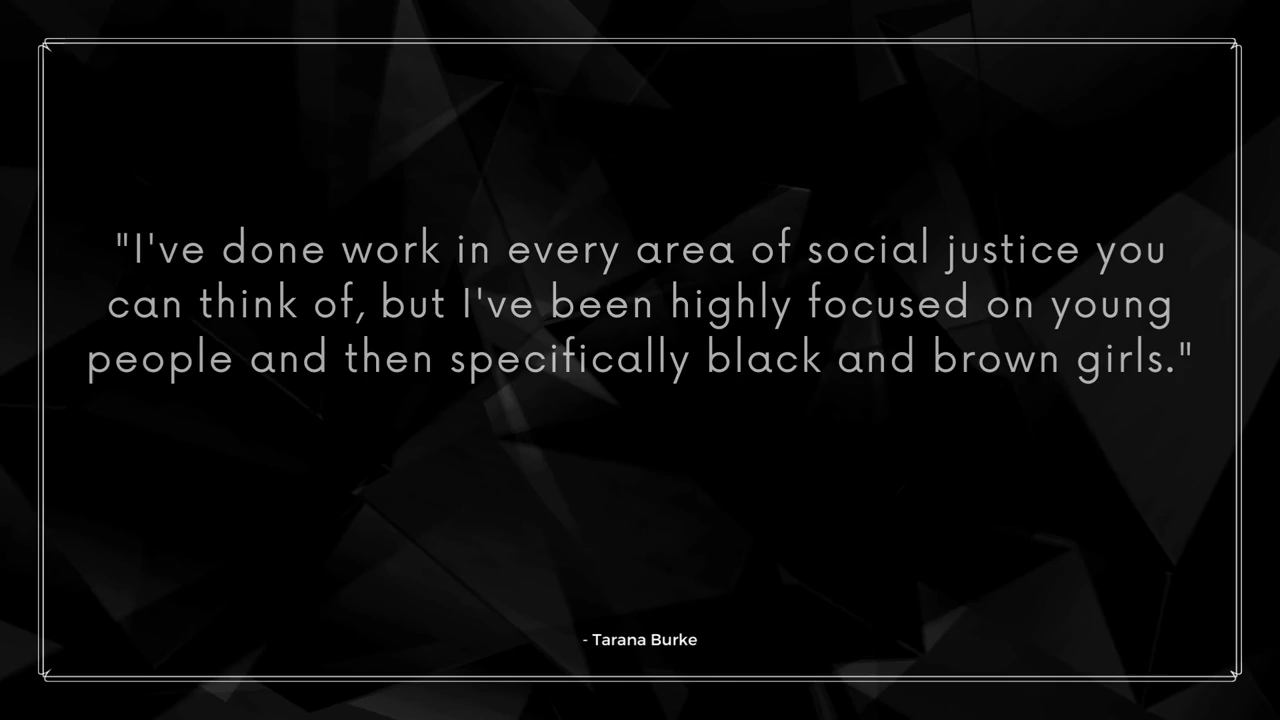 "I've done work in every area of social justice you
can think of, but I've been highly focused on young
people and then specifically black and brown girls."
- Tarana Burke